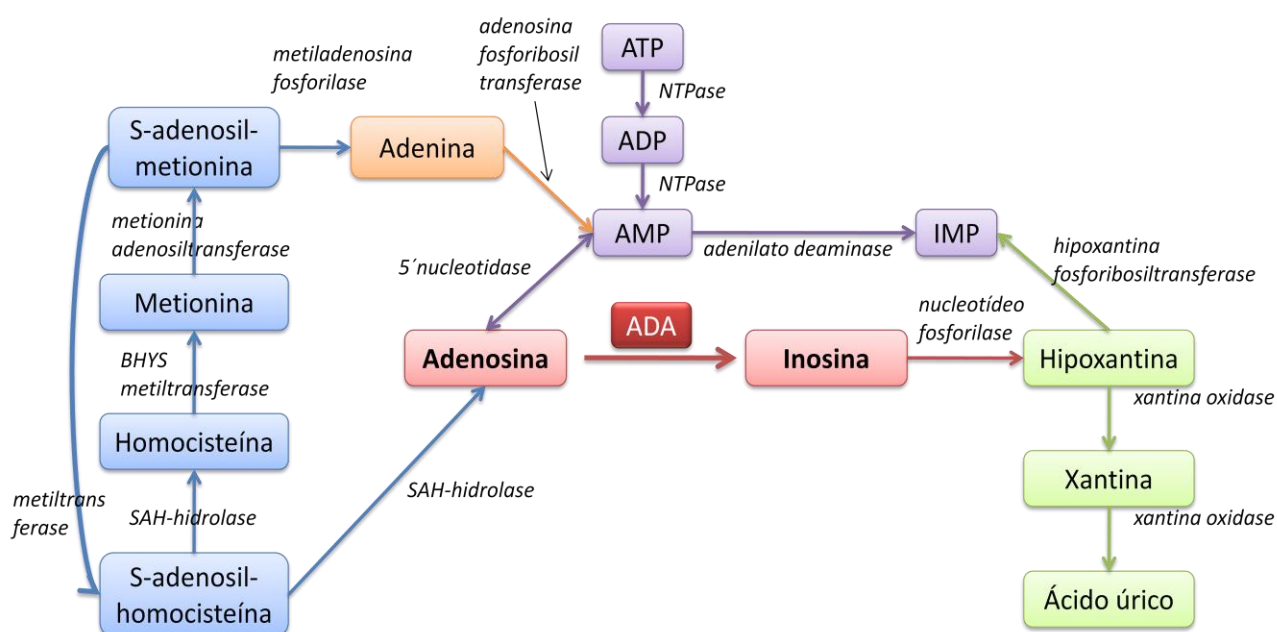 adenosina
fosforibosil
transferase
ATP
metiladenosina
fosforilase
NTPase
S-adenosil-
metionina
Adenina
ADP
NTPase
metionina
adenosiltransferase
AMP
adenilato deaminase
IMP
hipoxantina
fosforibosiltransferase
5´nucleotidase
Metionina
ADA
nucleotídeo
fosforilase
BHYS
metiltransferase
Adenosina
Inosina
Hipoxantina
xantina oxidase
Homocisteína
metiltrans
ferase
SAH-hidrolase
SAH-hidrolase
Xantina
xantina oxidase
S-adenosil-
homocisteína
Ácido úrico